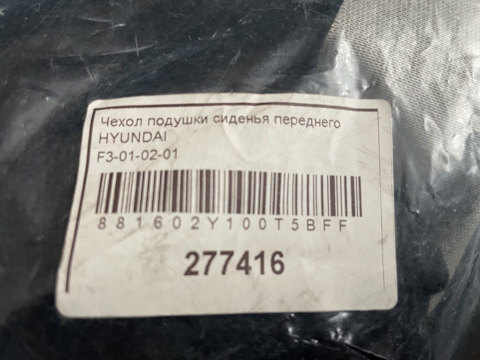 Чехол подушки сиденья переднего
HYUNDAI
F3-01-02-01
881602Y100T5BFF
277416